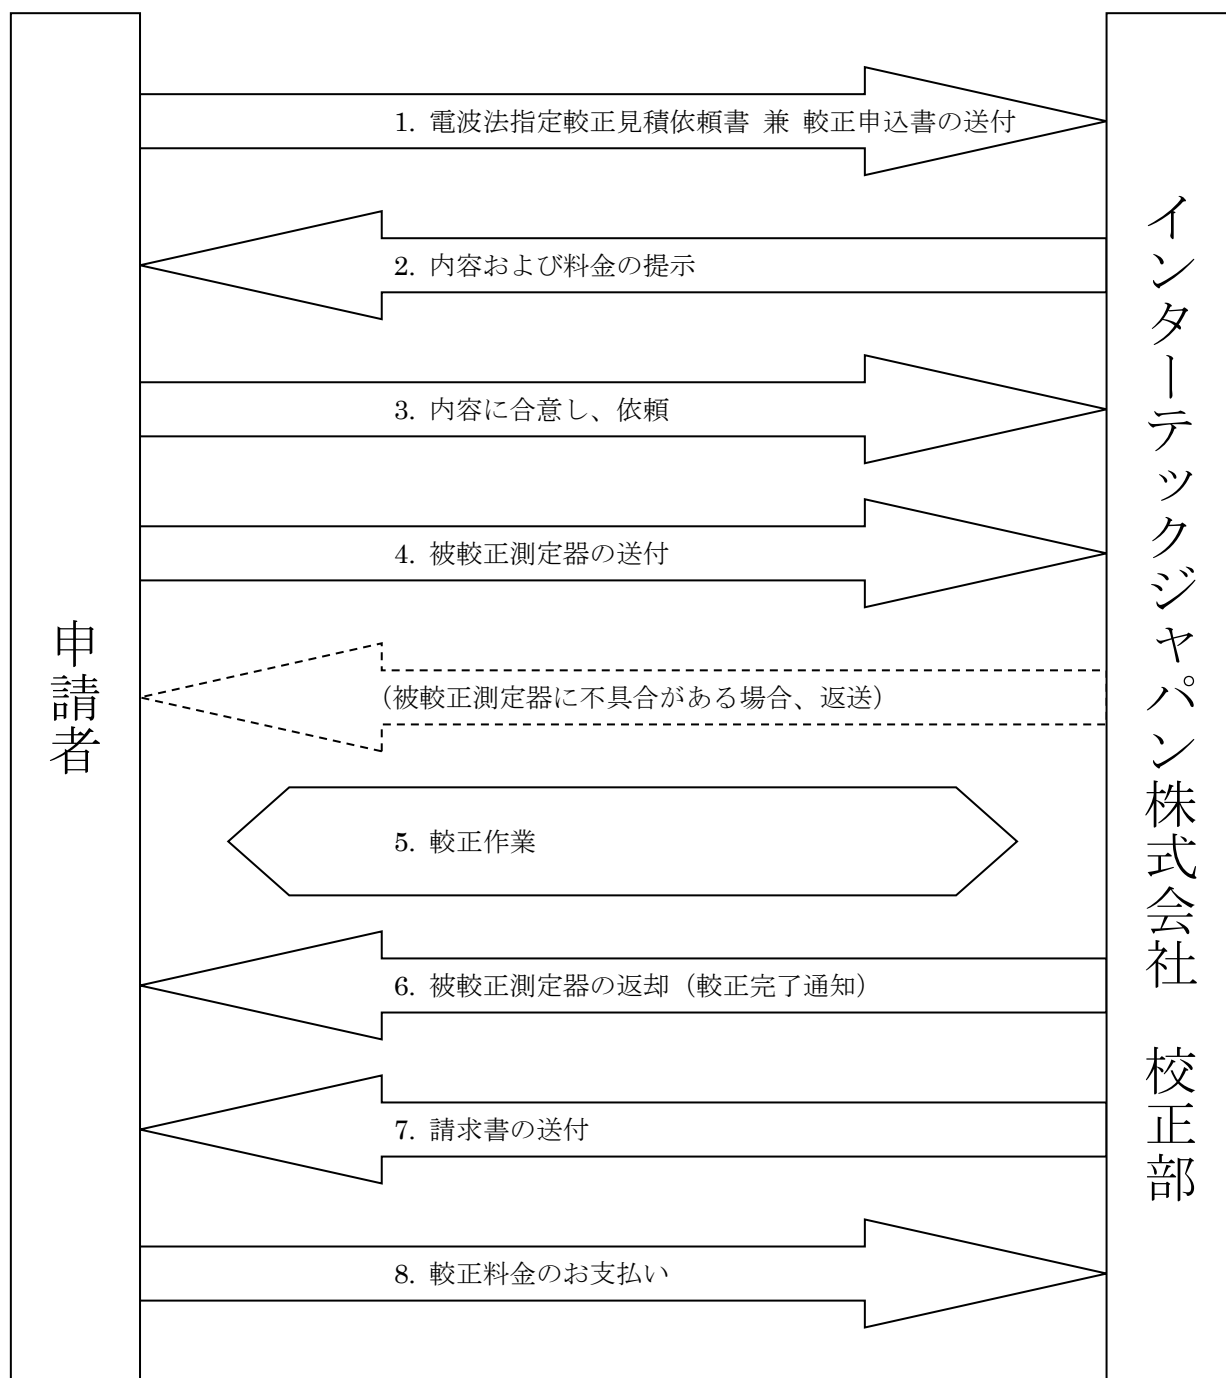 申請者
1. 電波法指定較正見積依頼書 兼 較正申込書の送付
2. 内容および料金の提示
3. 内容に合意し、依頼
4. 被較正測定器の送付
（被較正測定器に不具合がある場合、返送）
5. 較正作業
6. 被較正測定器の返却（較正完了通知）
7. 請求書の送付
8. 較正料金のお支払い
インターテックジャパン株式会社　校正部